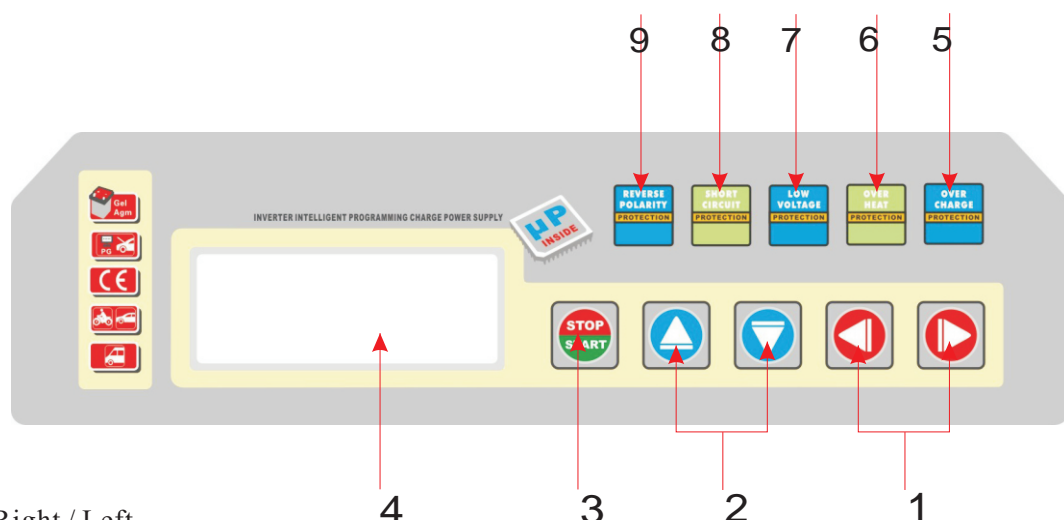 9 8 7 6 5
REVERSE
POLARITY
PROTECTION
SHORT
CIRCUIT
PROTECTION
LOW
VOLTAGE
PROTECTION
OVER
HEAT
PROTECTION
OVER
CHARGE
PROTECTION
Gel
Agm
PG
CE
INVERTER INTELLIGENT PROGRAMMING CHARGE POWER SUPPLY
μP
INSIDE
STOP
START
4 3 2 1
Right / Left